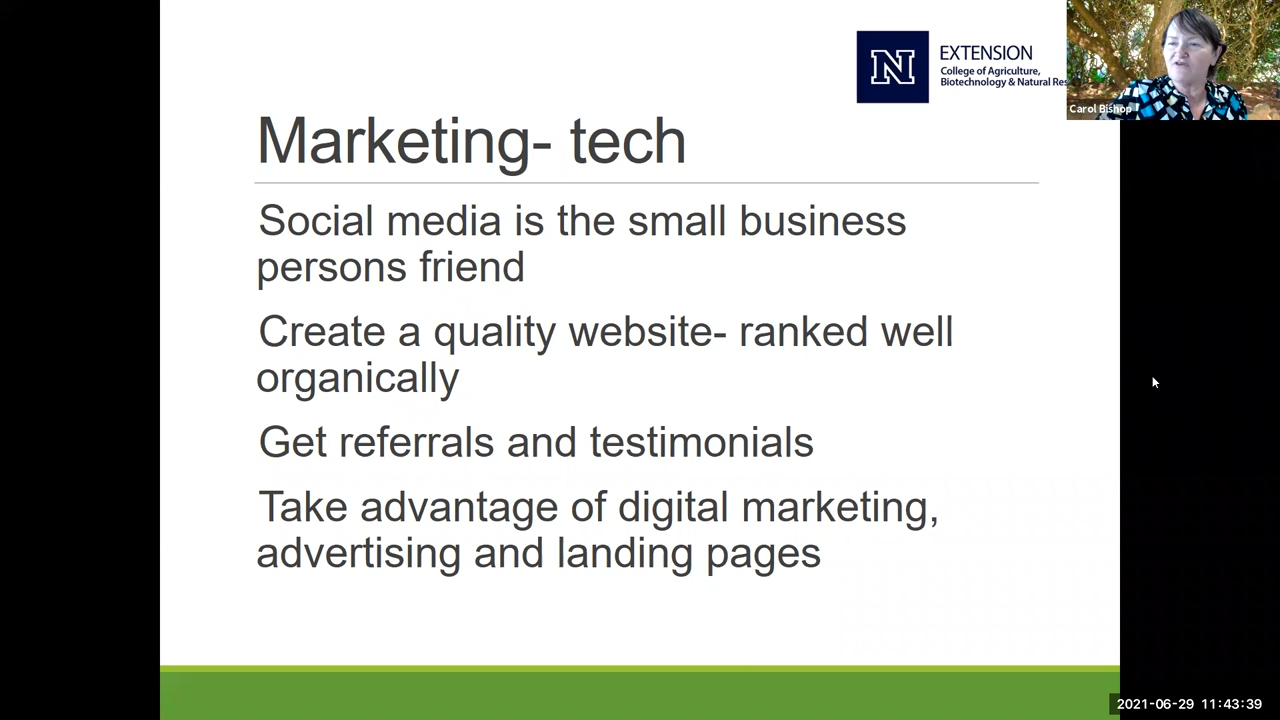 N
EXTENSION
College of Agriculture,
Biotechnology & Natural Res
Carol Bishop
Marketing- tech
Social media is the small business
persons friend
Create a quality website- ranked well
organically
Get referrals and testimonials
Take advantage of digital marketing,
advertising and landing pages
2021-06-29 11:43:39